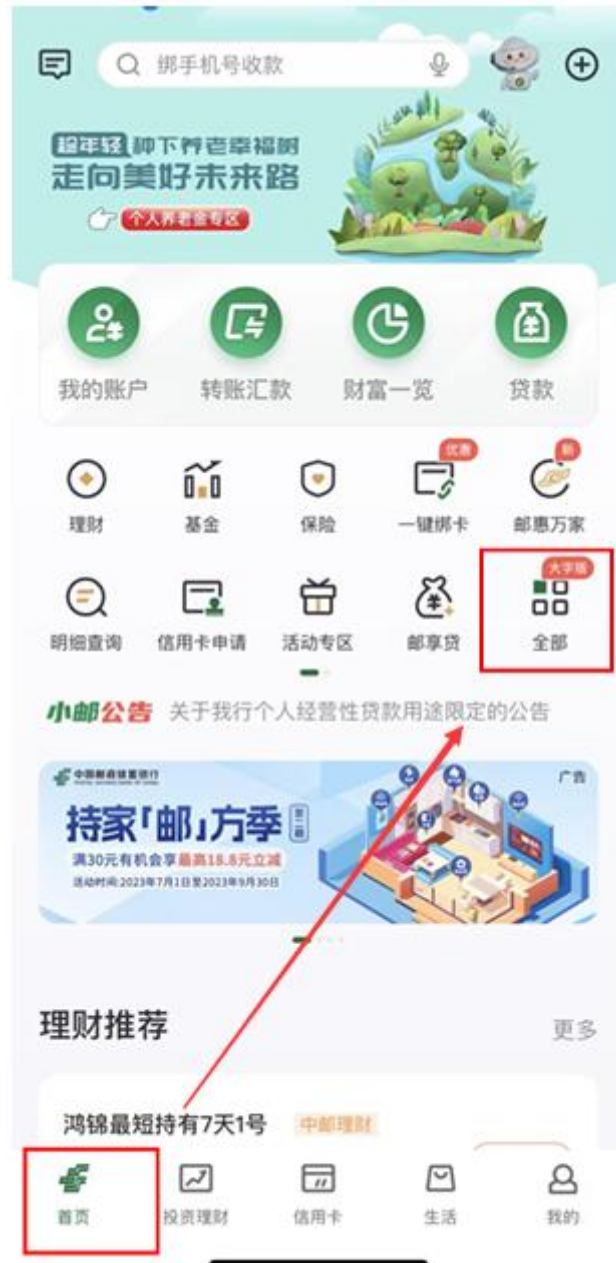 绑手机号收款
超年轻 种下养老幸福树
走向美好未来路
个人养老金专区
我的账户 转账汇款 财富一览 贷款
优惠 新
理财 基金 保险 一键绑卡 邮惠万家
大字版
明细查询 信用卡申请 活动专区 邮享贷 全部
小邮公告 关于我行个人经营性贷款用途限定的公告
中国邮政储蓄银行 广告
持家「邮」方季
满30元有机会享最高18.8元立减
活动时间:2023年7月1日至2023年9月30日
理财推荐 更多
鸿锦最短持有7天1号 中邮理财
首页 投资理财 信用卡 生活 我的